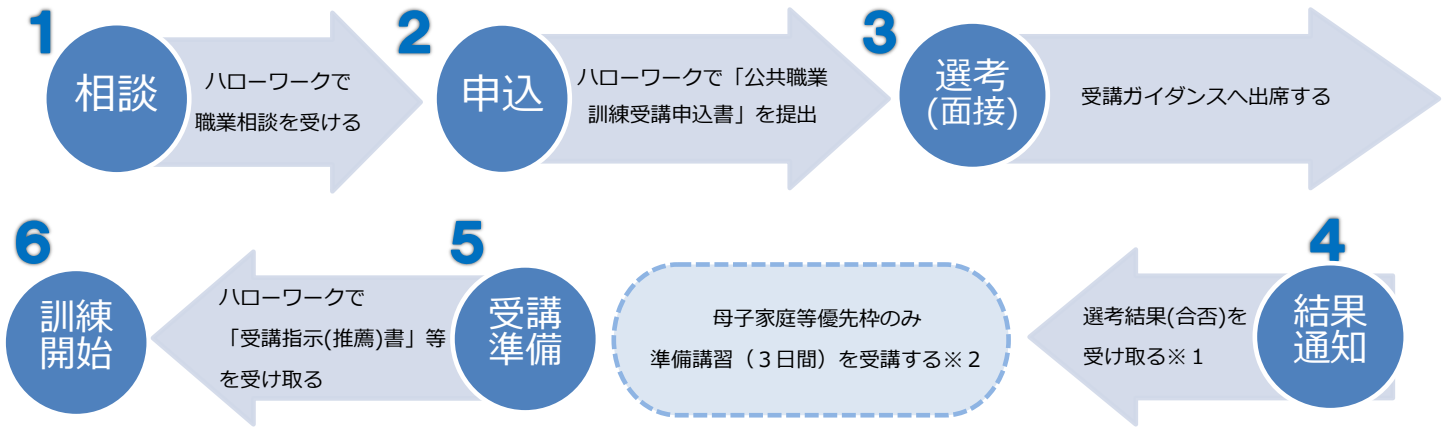 1
相談
ハローワークで
職業相談を受ける
2
申込
ハローワークで「公共職業
訓練受講申込書」を提出
3
選考
(面接)
受講ガイダンスへ出席する
4
結果
通知
選考結果(合否)を
受け取る※１
母子家庭等優先枠のみ
準備講習（３日間）を受講する※２
5
受講
準備
ハローワークで
「受講指示(推薦)書」等
を受け取る
6
訓練
開始